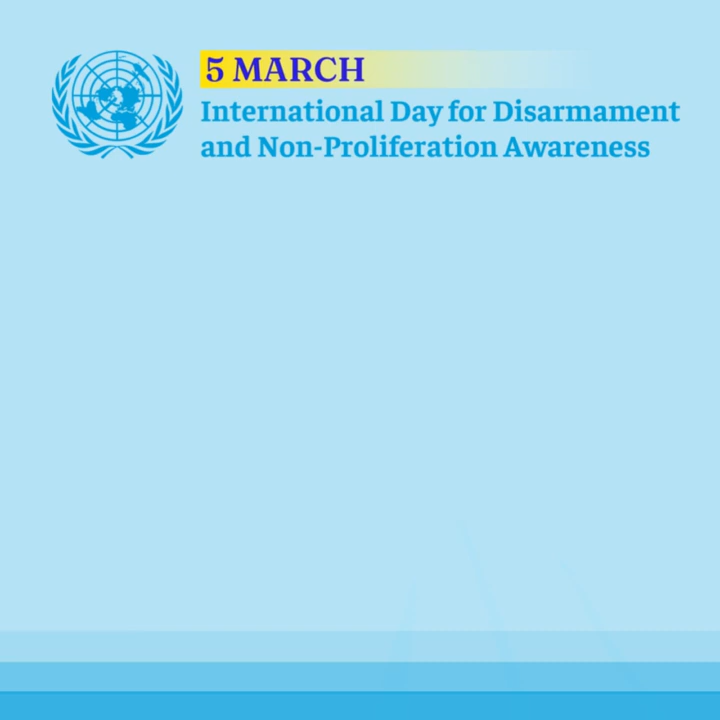 5 MARCH
International Day for Disarmament
and Non-Proliferation Awareness